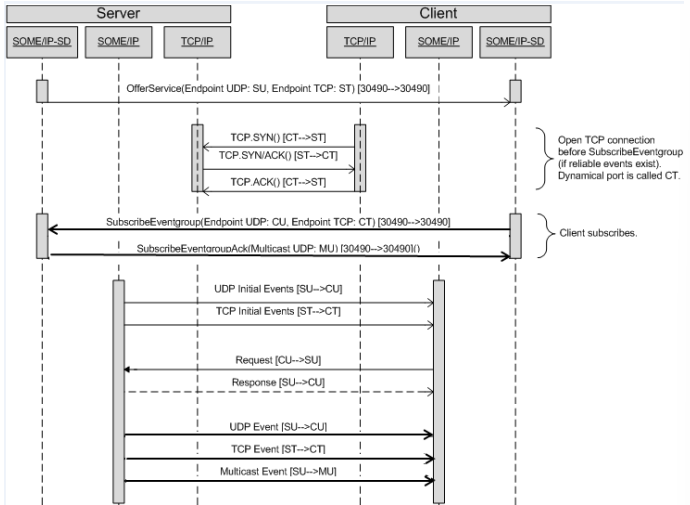 Server
Client
SOME/IP-SD
SOME/IP
TCP/IP
TCP/IP
SOME/IP
SOME/IP-SD
OfferService(Endpoint UDP: SU, Endpoint TCP: ST) [30490-->30490]
TCP.SYN() [CT-->ST]
TCP.SYN/ACK() [ST-->CT]
TCP.ACK() [CT-->ST]
Open TCP connection
before SubscribeEventgroup
(if reliable events exist).
Dynamical port is called CT.
SubscribeEventgroup(Endpoint UDP: CU, Endpoint TCP: CT) [30490-->30490]
Client subscribes.
SubscribeEventgroupAck(Multicast UDP: MU) [30490-->30490]()
UDP Initial Events [SU-->CU]
TCP Initial Events [ST-->CT]
Request [CU-->SU]
Response [SU-->CU]
UDP Event [SU-->CU]
TCP Event [ST-->CT]
Multicast Event [SU-->MU]